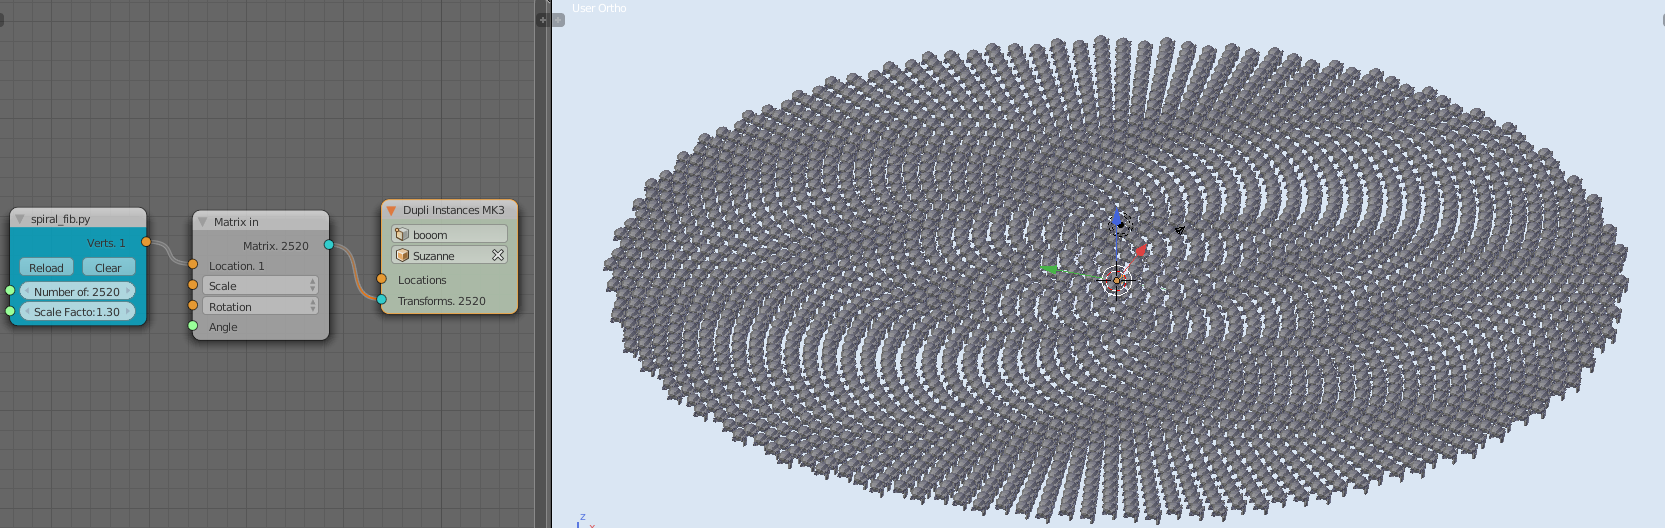 User Ortho
spiral_fib.py
Verts. 1
Reload
Clear
Number of: 2520
Scale Facto:1.30
Matrix in
Matrix. 2520
Location. 1
Scale
Rotation
Angle
Dupli Instances MK3
booom
Suzanne
Locations
Transforms. 2520
z
x